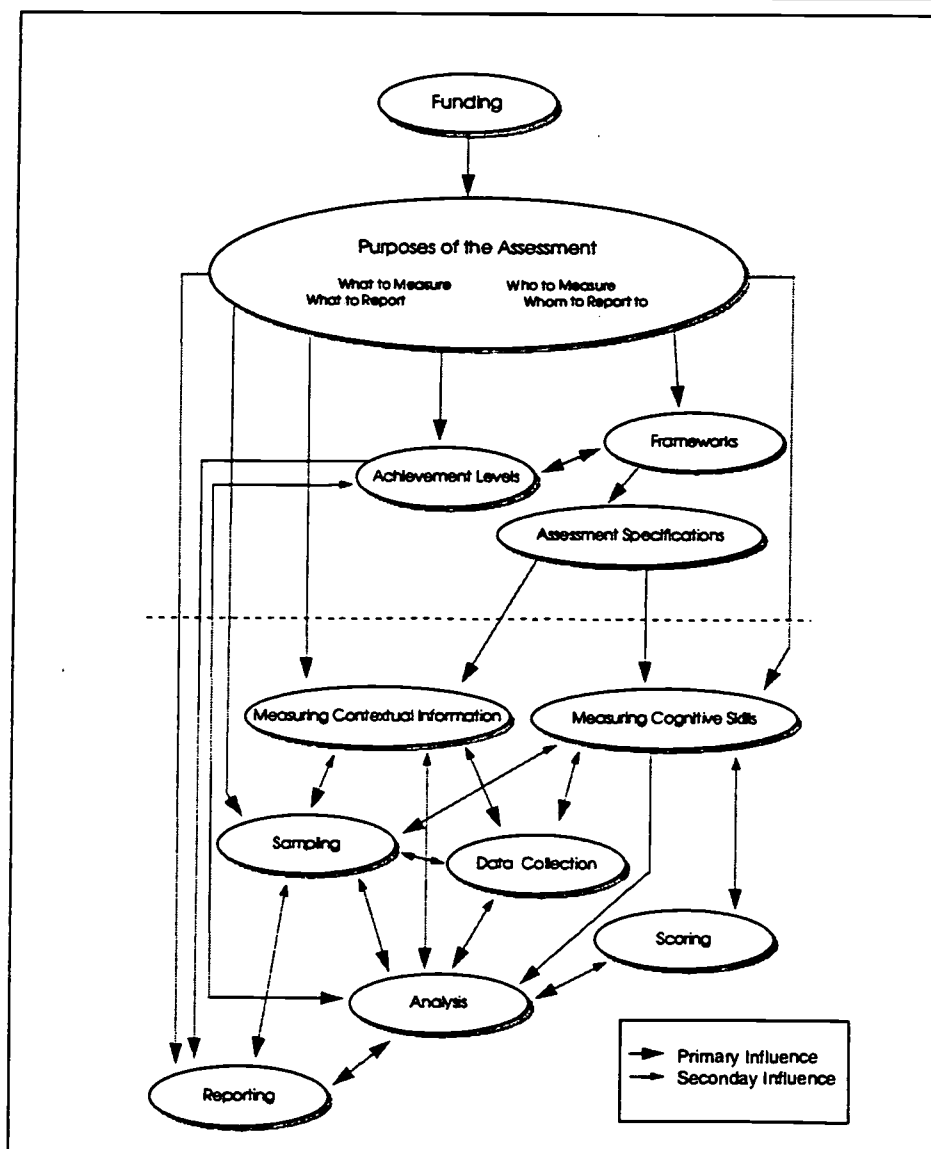 Funding
Purposes of the Assessment
What to Measure Who to Measure
What to Report Whom to Report to
Frameworks
Achievement Levels
Assessment Specifications
Measuring Contextual Information Measuring Cognitive Skills
Sampling
Data Collection
Scoring
Analysis
Primary Influence
Seconday Influence
Reporting